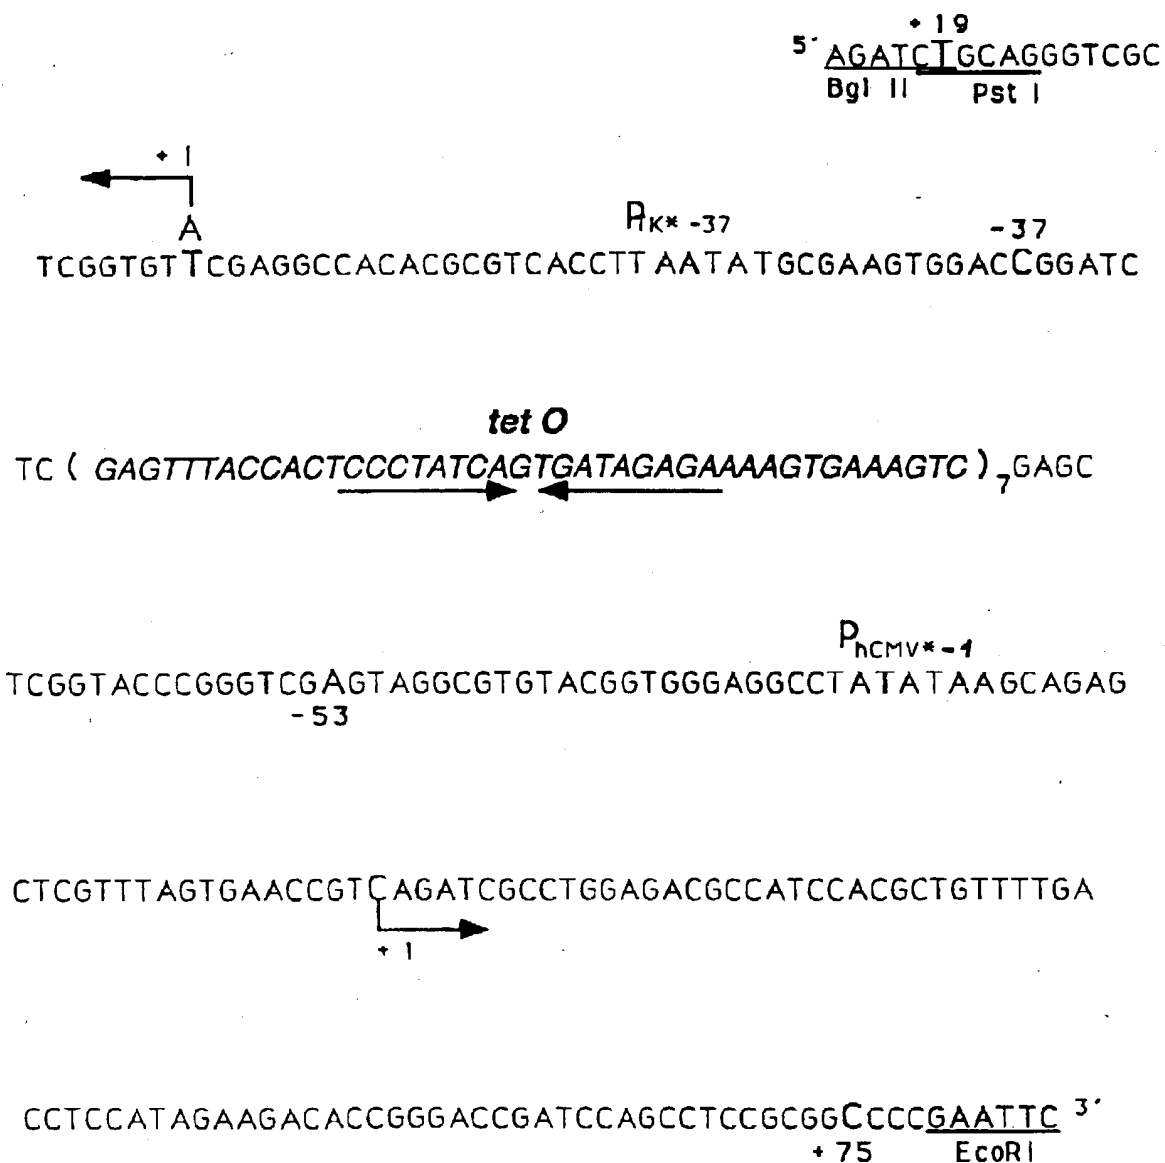 + 19
5´ AGATCTGCAGGGTCGC
Bgl II Pst I
+ 1
A
PK* -37 -37
TCGGTGTTCGAGGCCACACGCGTCACCTTAATATGCGAAGTGGACCGGATC
tet O
TC ( GAGTTTACCACTCCCTATCAGTGATAGAGAAAAGTGAAAGTC )7GAGC
PhCMV*-1
TCGGTACCCGGGTCGAGTAGGCGTGTACGGTGGGAGGCCTATATAAGCAGAG
-53
CTCGTTTAGTGAACCGTCAGATCGCCTGGAGACGCCATCCACGCTGTTTTGA
+ 1
CCTCCATAGAAGACACCGGGACCGATCCAGCCTCCGCGGCCCCGAATTC 3´
+ 75 EcoRI